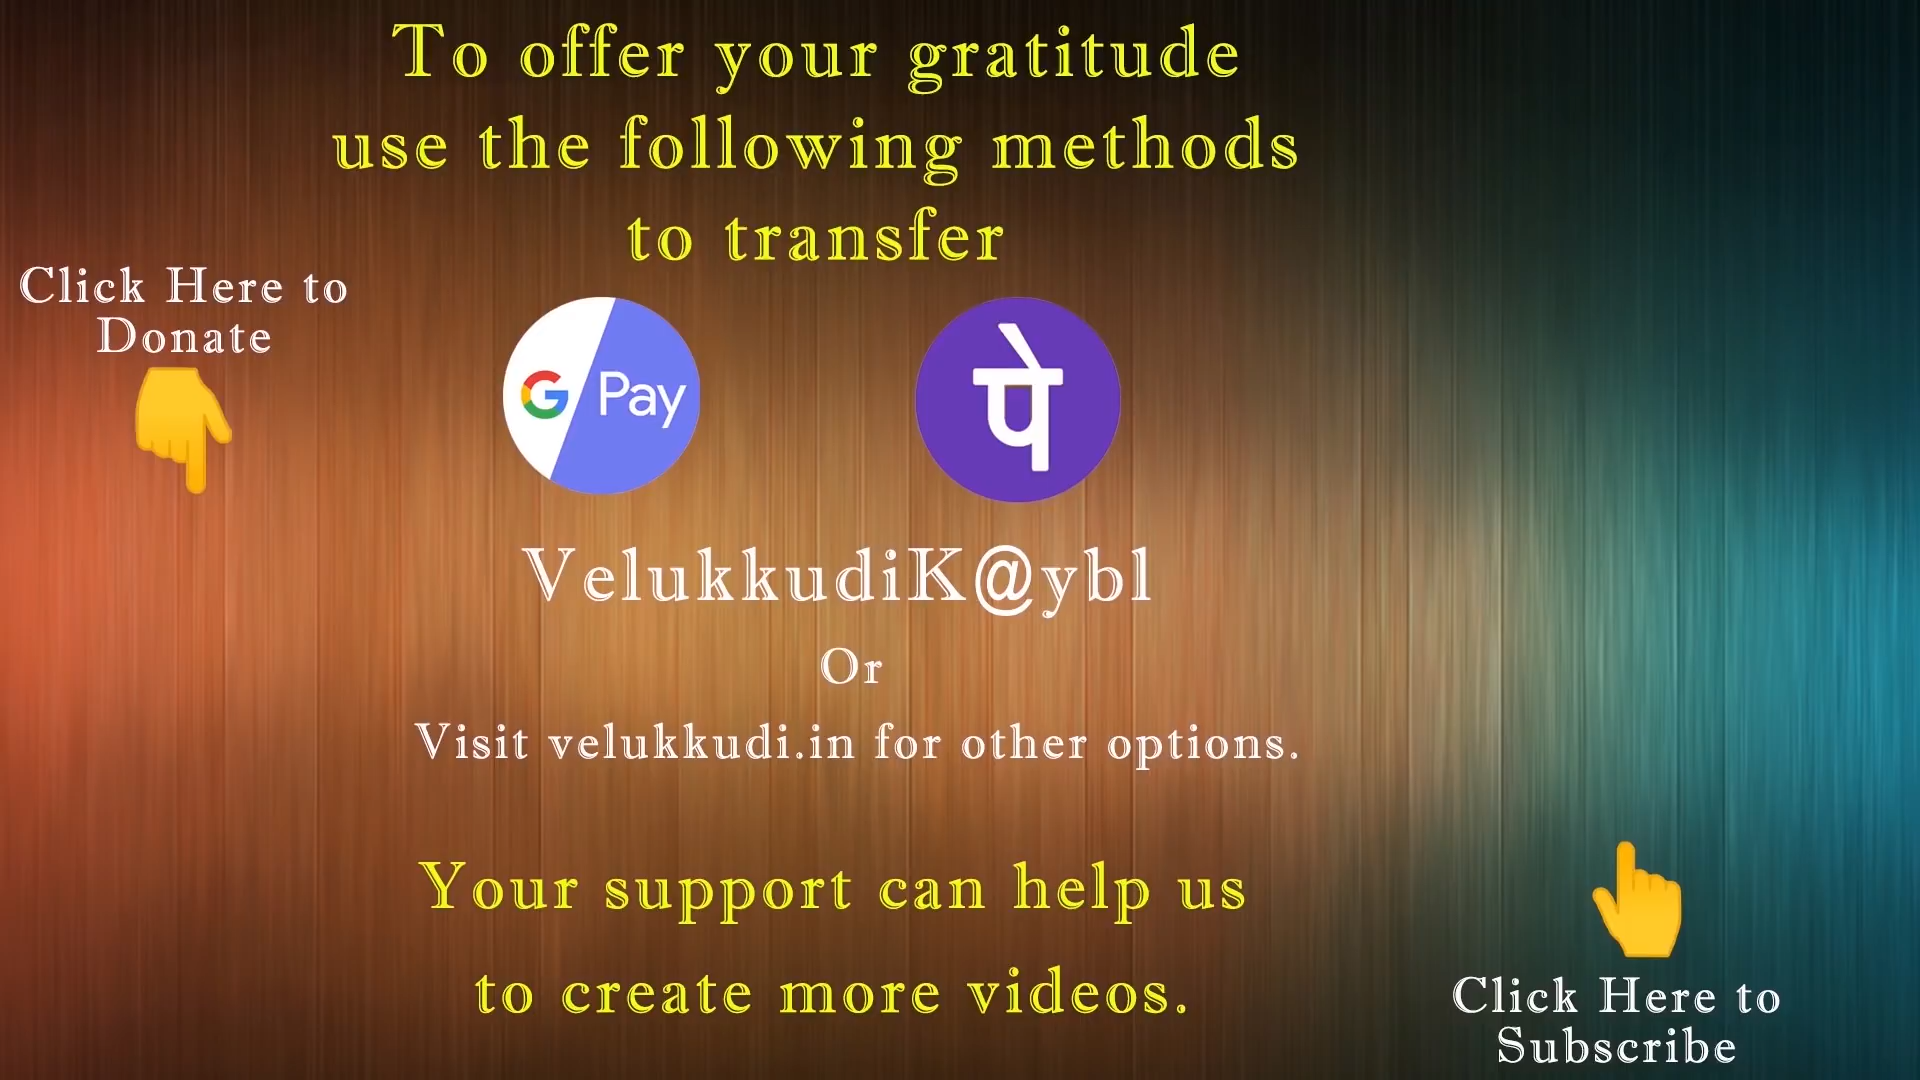 To offer your gratitude
use the following methods
to transfer
Click Here to
Donate
G Pay
पे
VelukkudiK@ybl
Or
Visit velukkudi.in for other options.
Your support can help us
to create more videos.
Click Here to
Subscribe